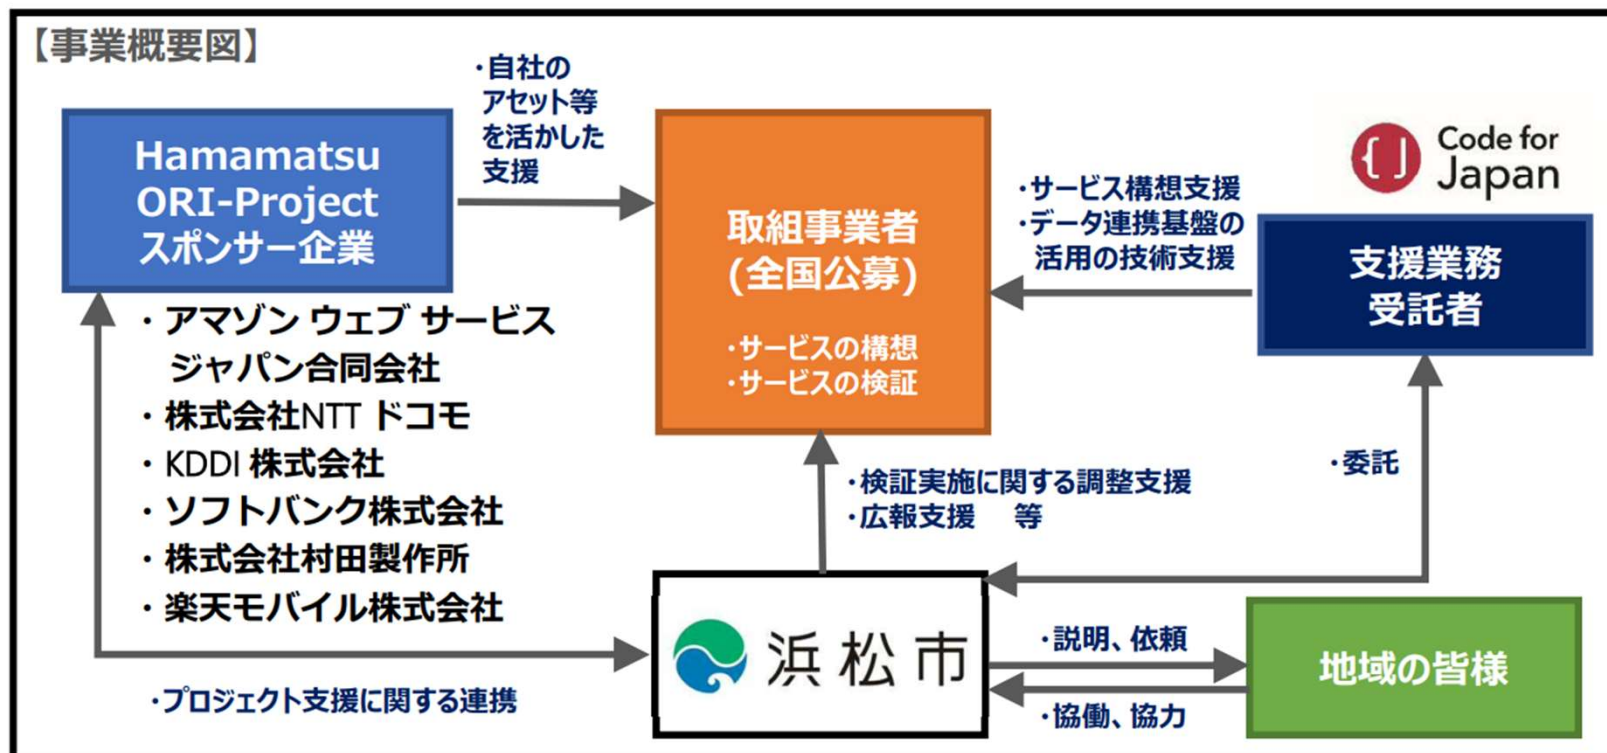 【事業概要図】
Hamamatsu
ORI-Project
スポンサー企業
・アマゾン ウェブ サービス
ジャパン合同会社
・株式会社NTT ドコモ
・KDDI 株式会社
・ソフトバンク株式会社
・株式会社村田製作所
・楽天モバイル株式会社
・自社の
アセット等
を活かした
支援
取組事業者
(全国公募)
・サービスの構想
・サービスの検証
・サービス構想支援
・データ連携基盤の
活用の技術支援
Code for
Japan
支援業務
受託者
・委託
・検証実施に関する調整支援
・広報支援 等
・プロジェクト支援に関する連携
浜松市
・説明、依頼
・協働、協力
地域の皆様